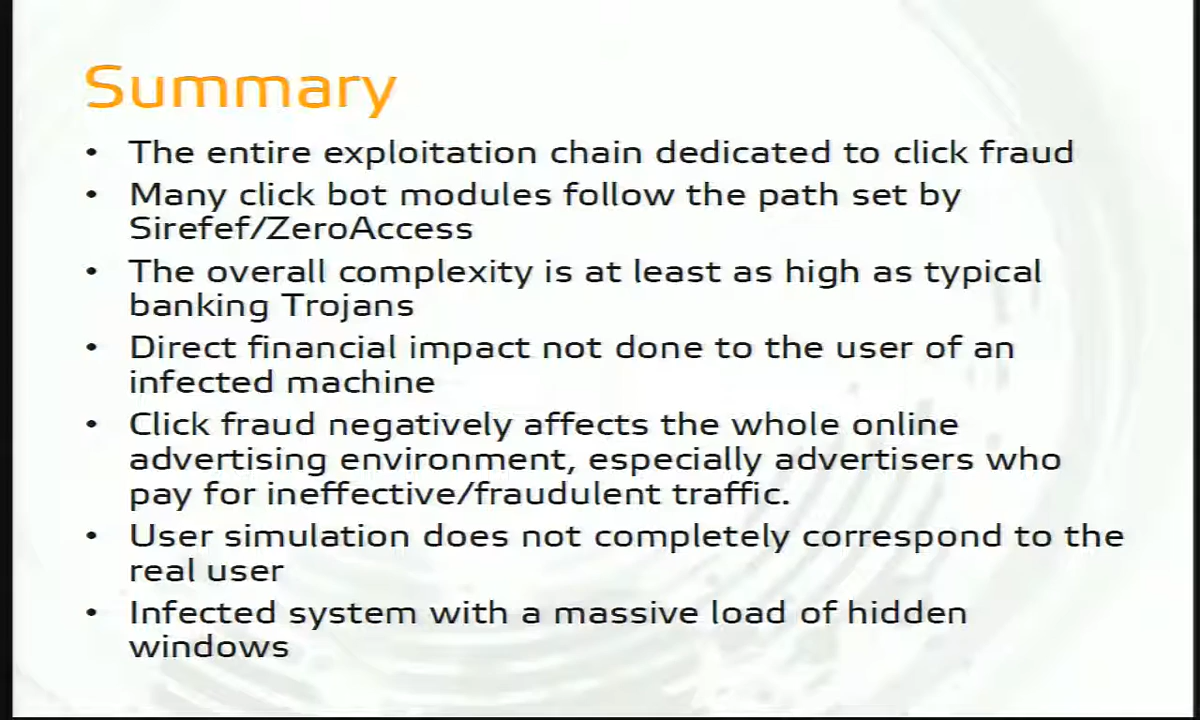 Summary
• The entire exploitation chain dedicated to click fraud
• Many click bot modules follow the path set by
Sirefef/ZeroAccess
• The overall complexity is at least as high as typical
banking Trojans
• Direct financial impact not done to the user of an
infected machine
• Click fraud negatively affects the whole online
advertising environment, especially advertisers who
pay for ineffective/fraudulent traffic.
• User simulation does not completely correspond to the
real user
• Infected system with a massive load of hidden
windows